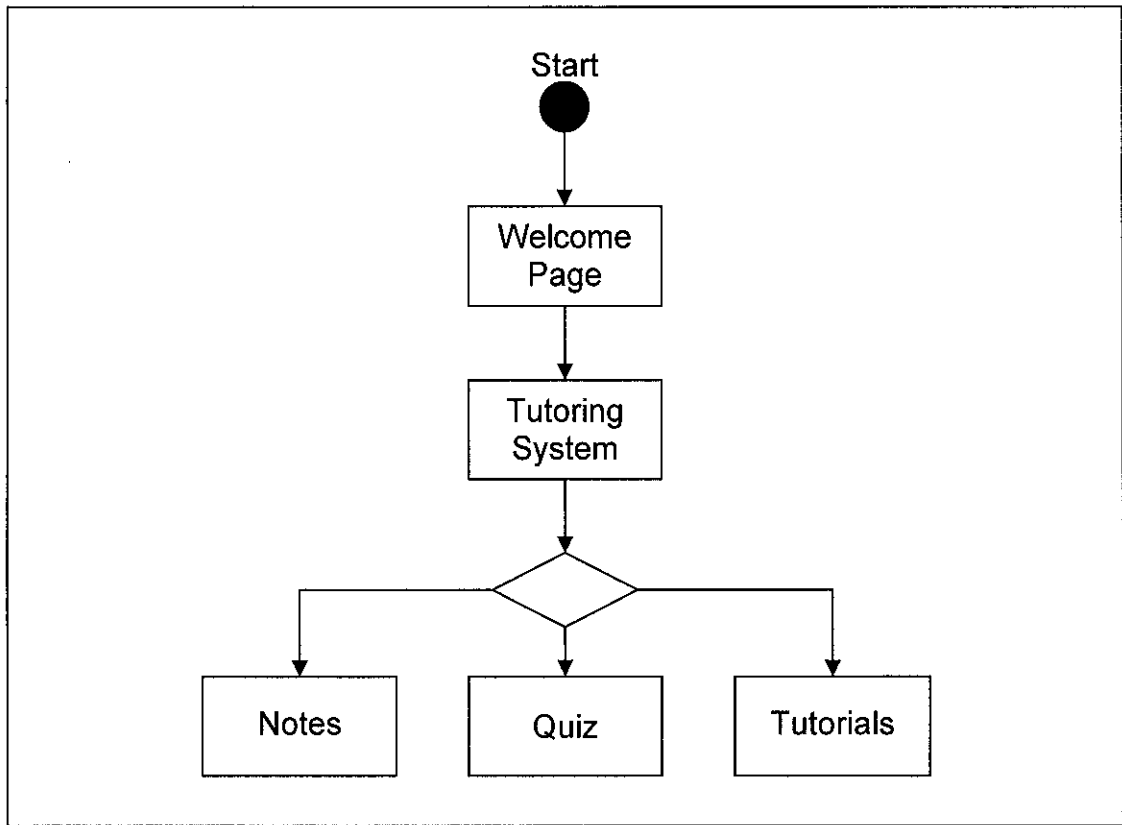 Start
Welcome
Page
Tutoring
System
Notes
Quiz
Tutorials